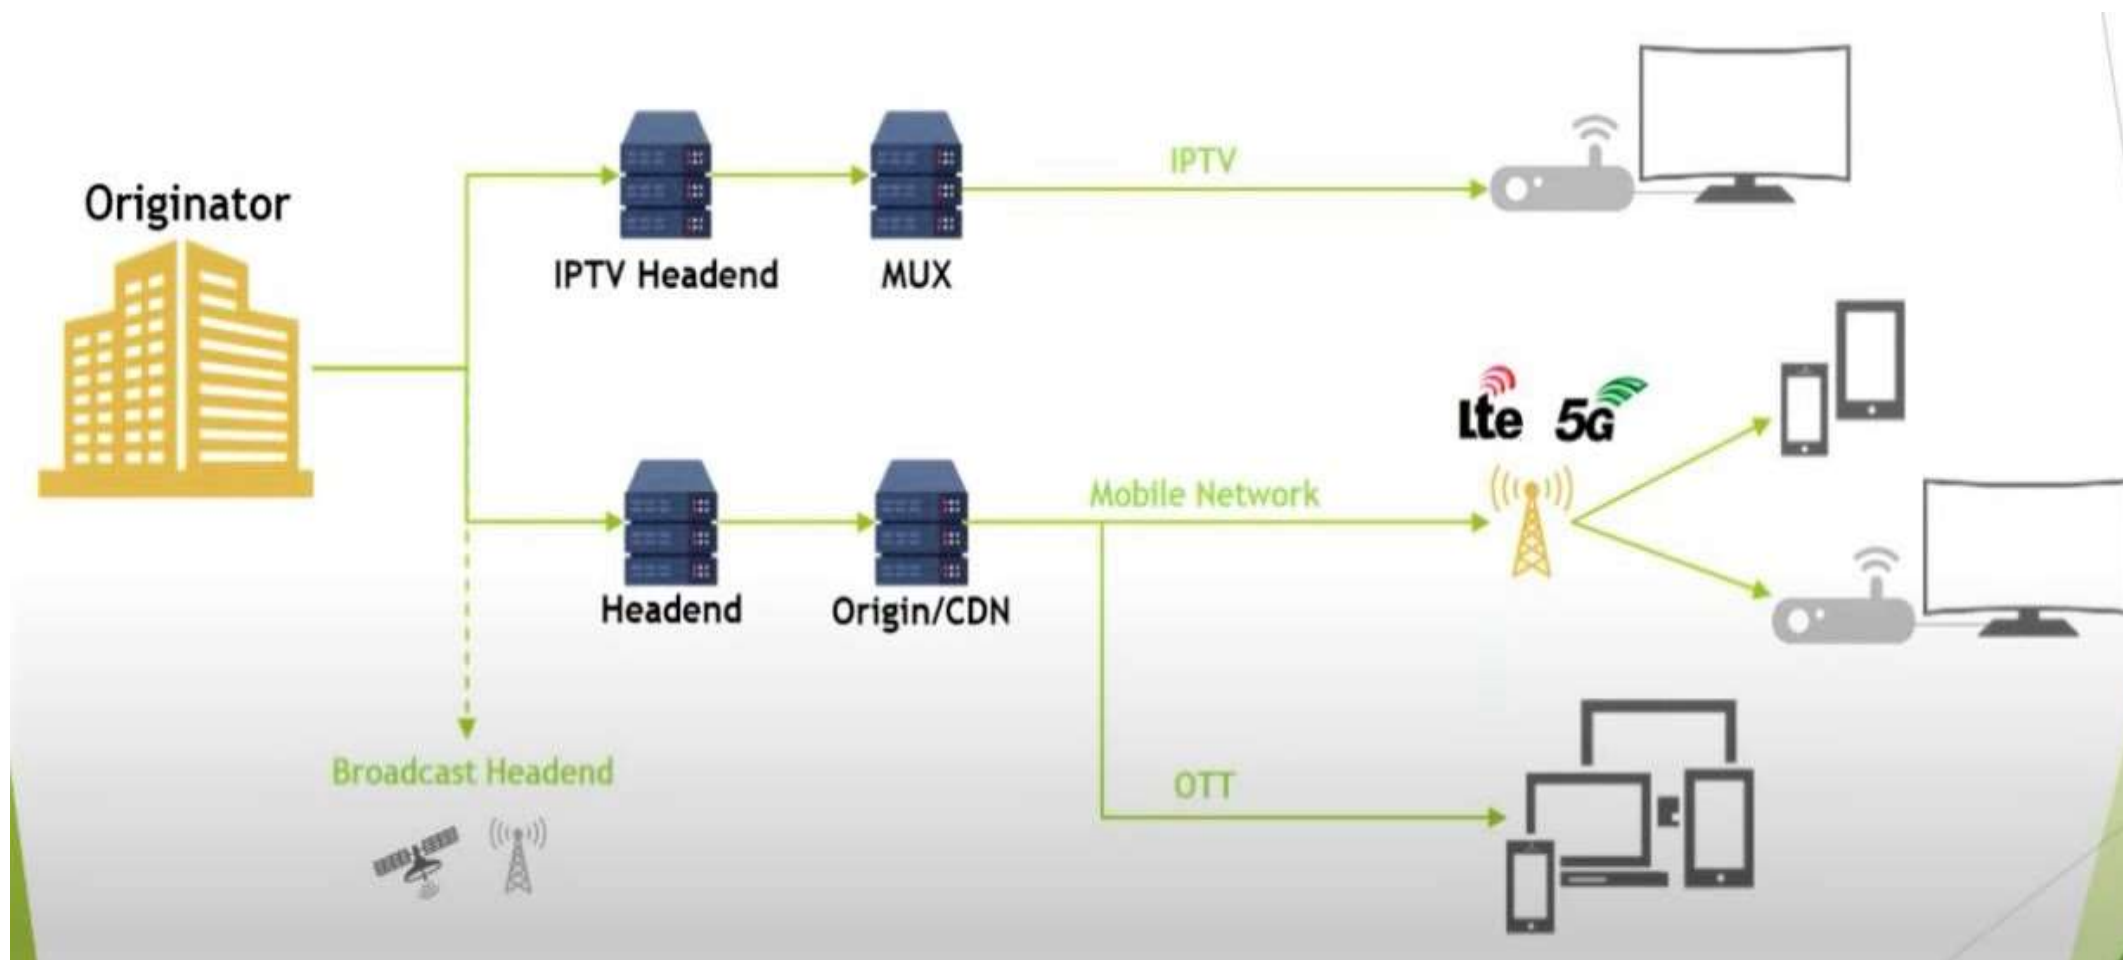 Originator
IPTV Headend
MUX
IPTV
Lte 5G
Mobile Network
Headend
Origin/CDN
Broadcast Headend
OTT